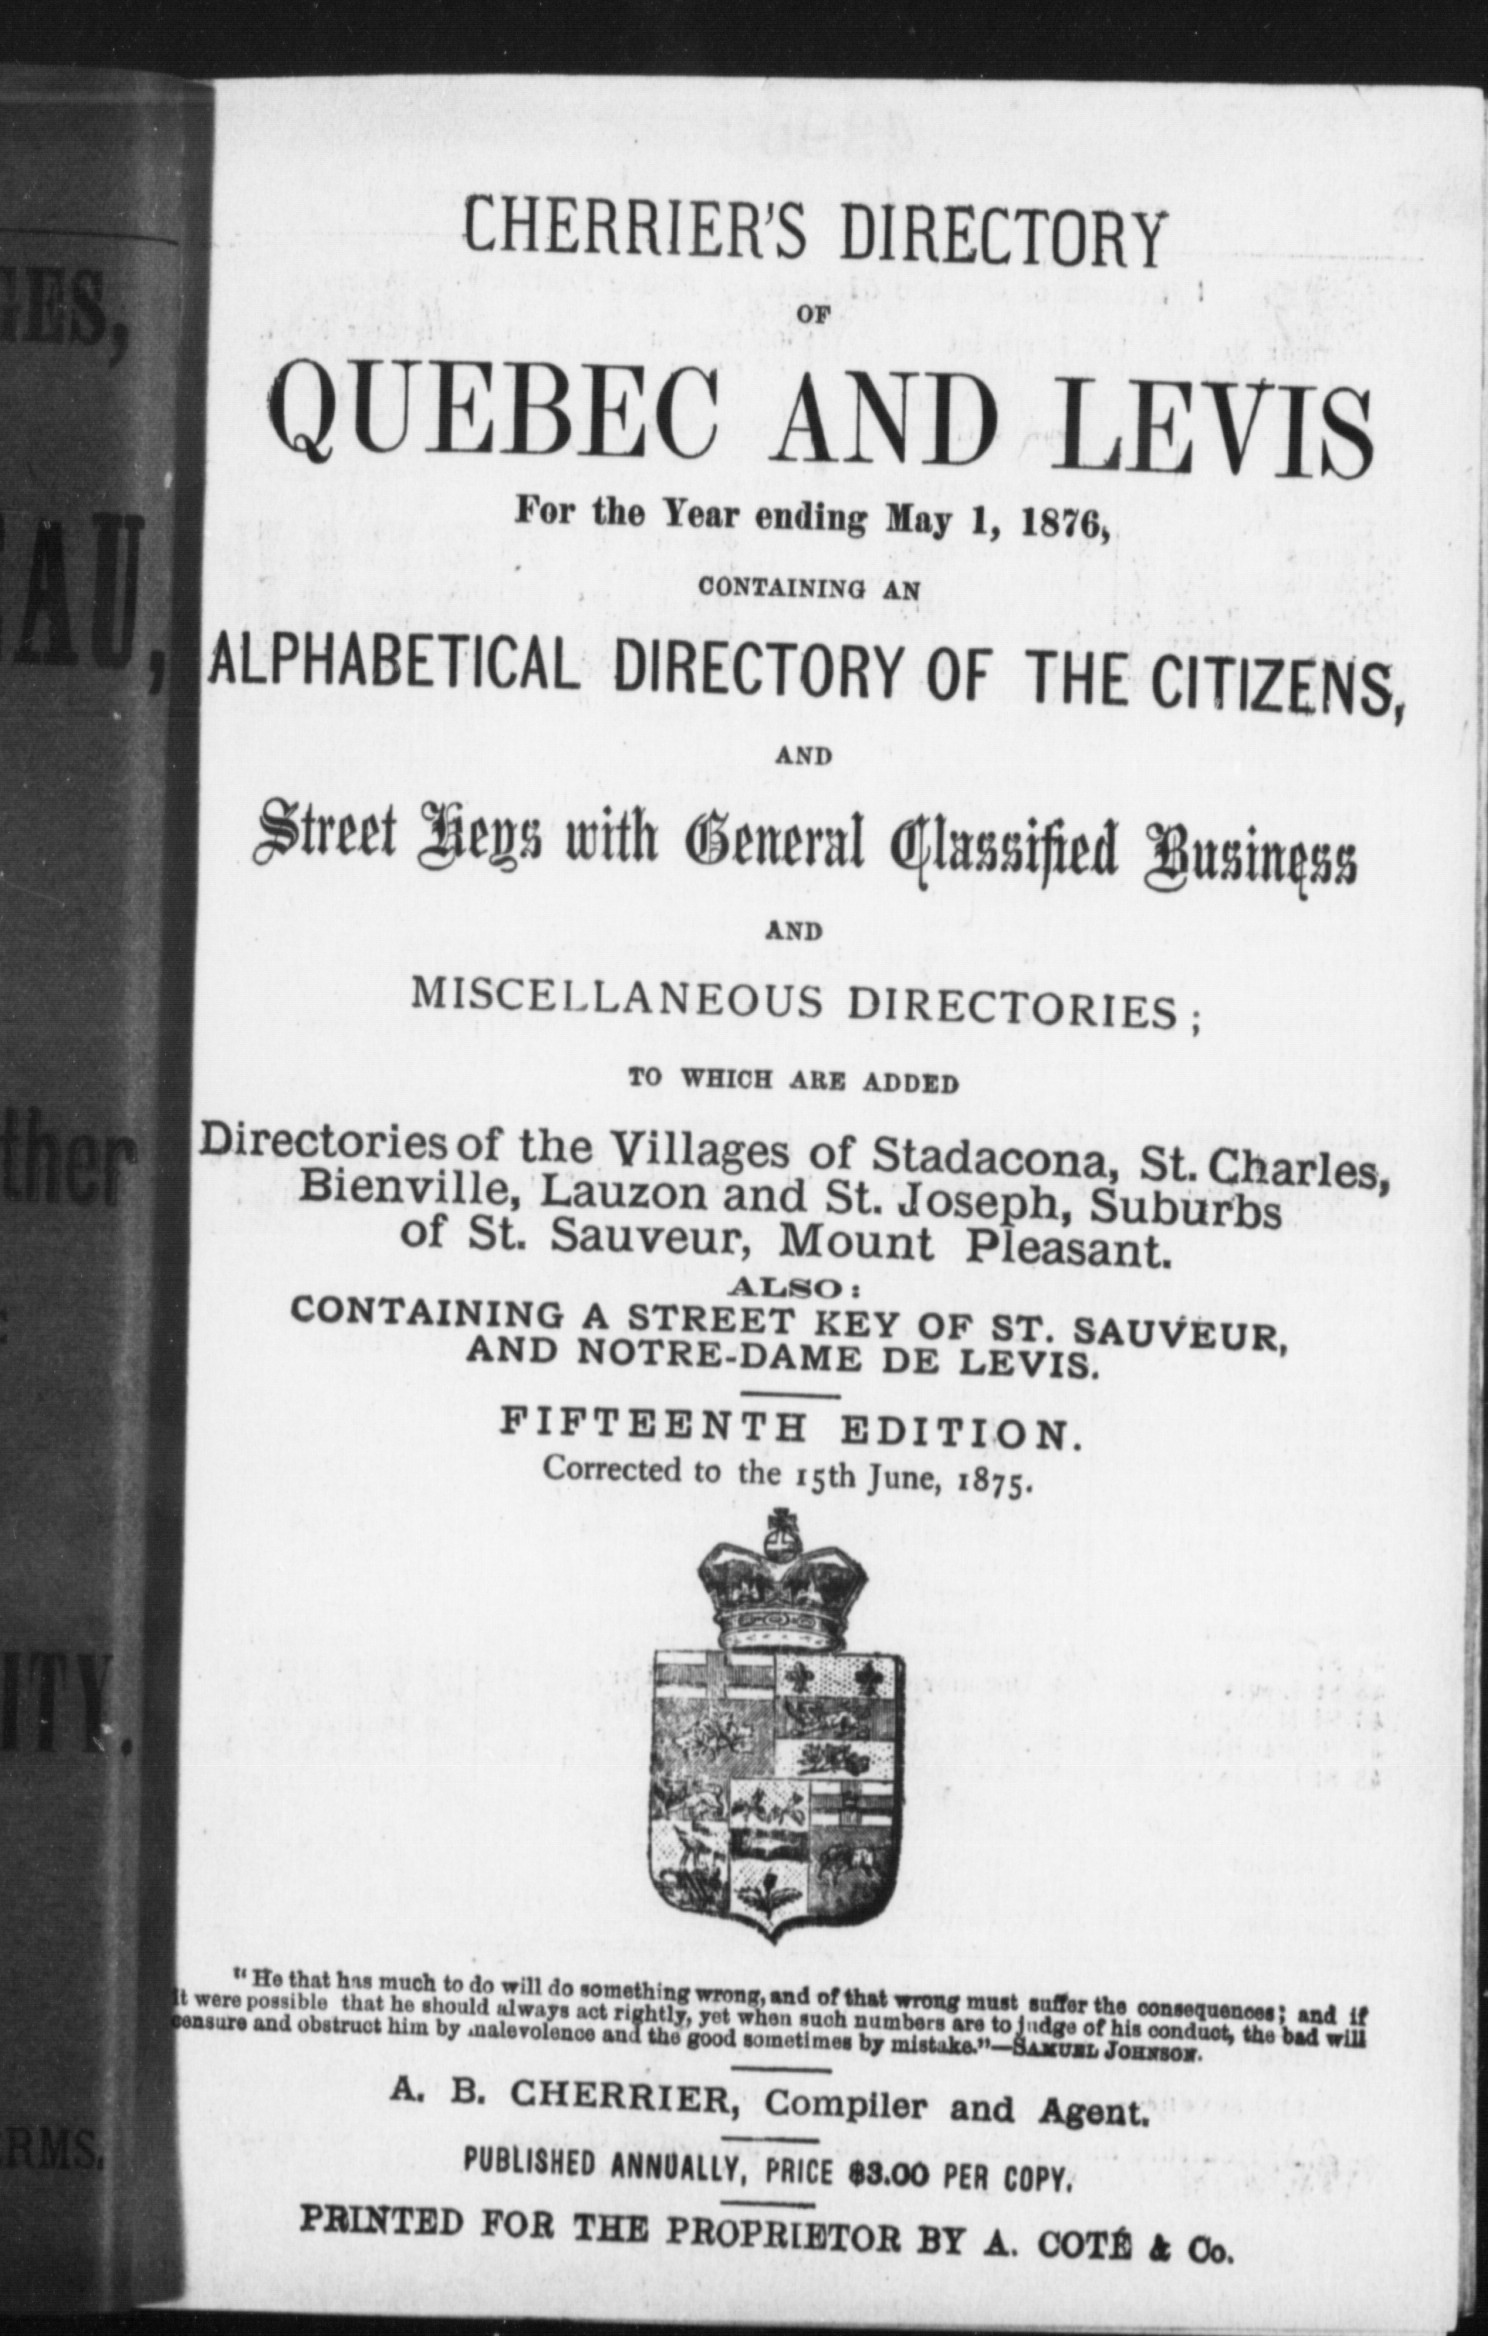 CHERRIER'S DIRECTORY
OF
QUEBEC AND LEVIS
For the Year ending May 1, 1876,
CONTAINING AN
ALPHABETICAL DIRECTORY OF THE CITIZENS,
AND
Street Keys with General Classified Business
AND
MISCELLANEOUS DIRECTORIES;
TO WHICH ARE ADDED
Directories of the Villages of Stadacona, St. Charles,
Bienville, Lauzon and St. Joseph, Suburbs
of St. Sauveur, Mount Pleasant.
ALSO:
CONTAINING A STREET KEY OF ST. SAUVEUR,
AND NOTRE-DAME DE LEVIS.
FIFTEENTH EDITION.
Corrected to the 15th June, 1875.
"He that has much to do will do something wrong, and of that wrong must suffer the consequences; and if
it were possible that he should always act rightly, yet when such numbers are to judge of his conduct, the bad will
censure and obstruct him by malevolence and the good sometimes by mistake."—SAMUEL JOHNSON.
A. B. CHERRIER, Compiler and Agent.
PUBLISHED ANNUALLY, PRICE $3.00 PER COPY.
PRINTED FOR THE PROPRIETOR BY A. COTÉ & Co.
GES,
EAU,
ther
ITY.
ERMS.